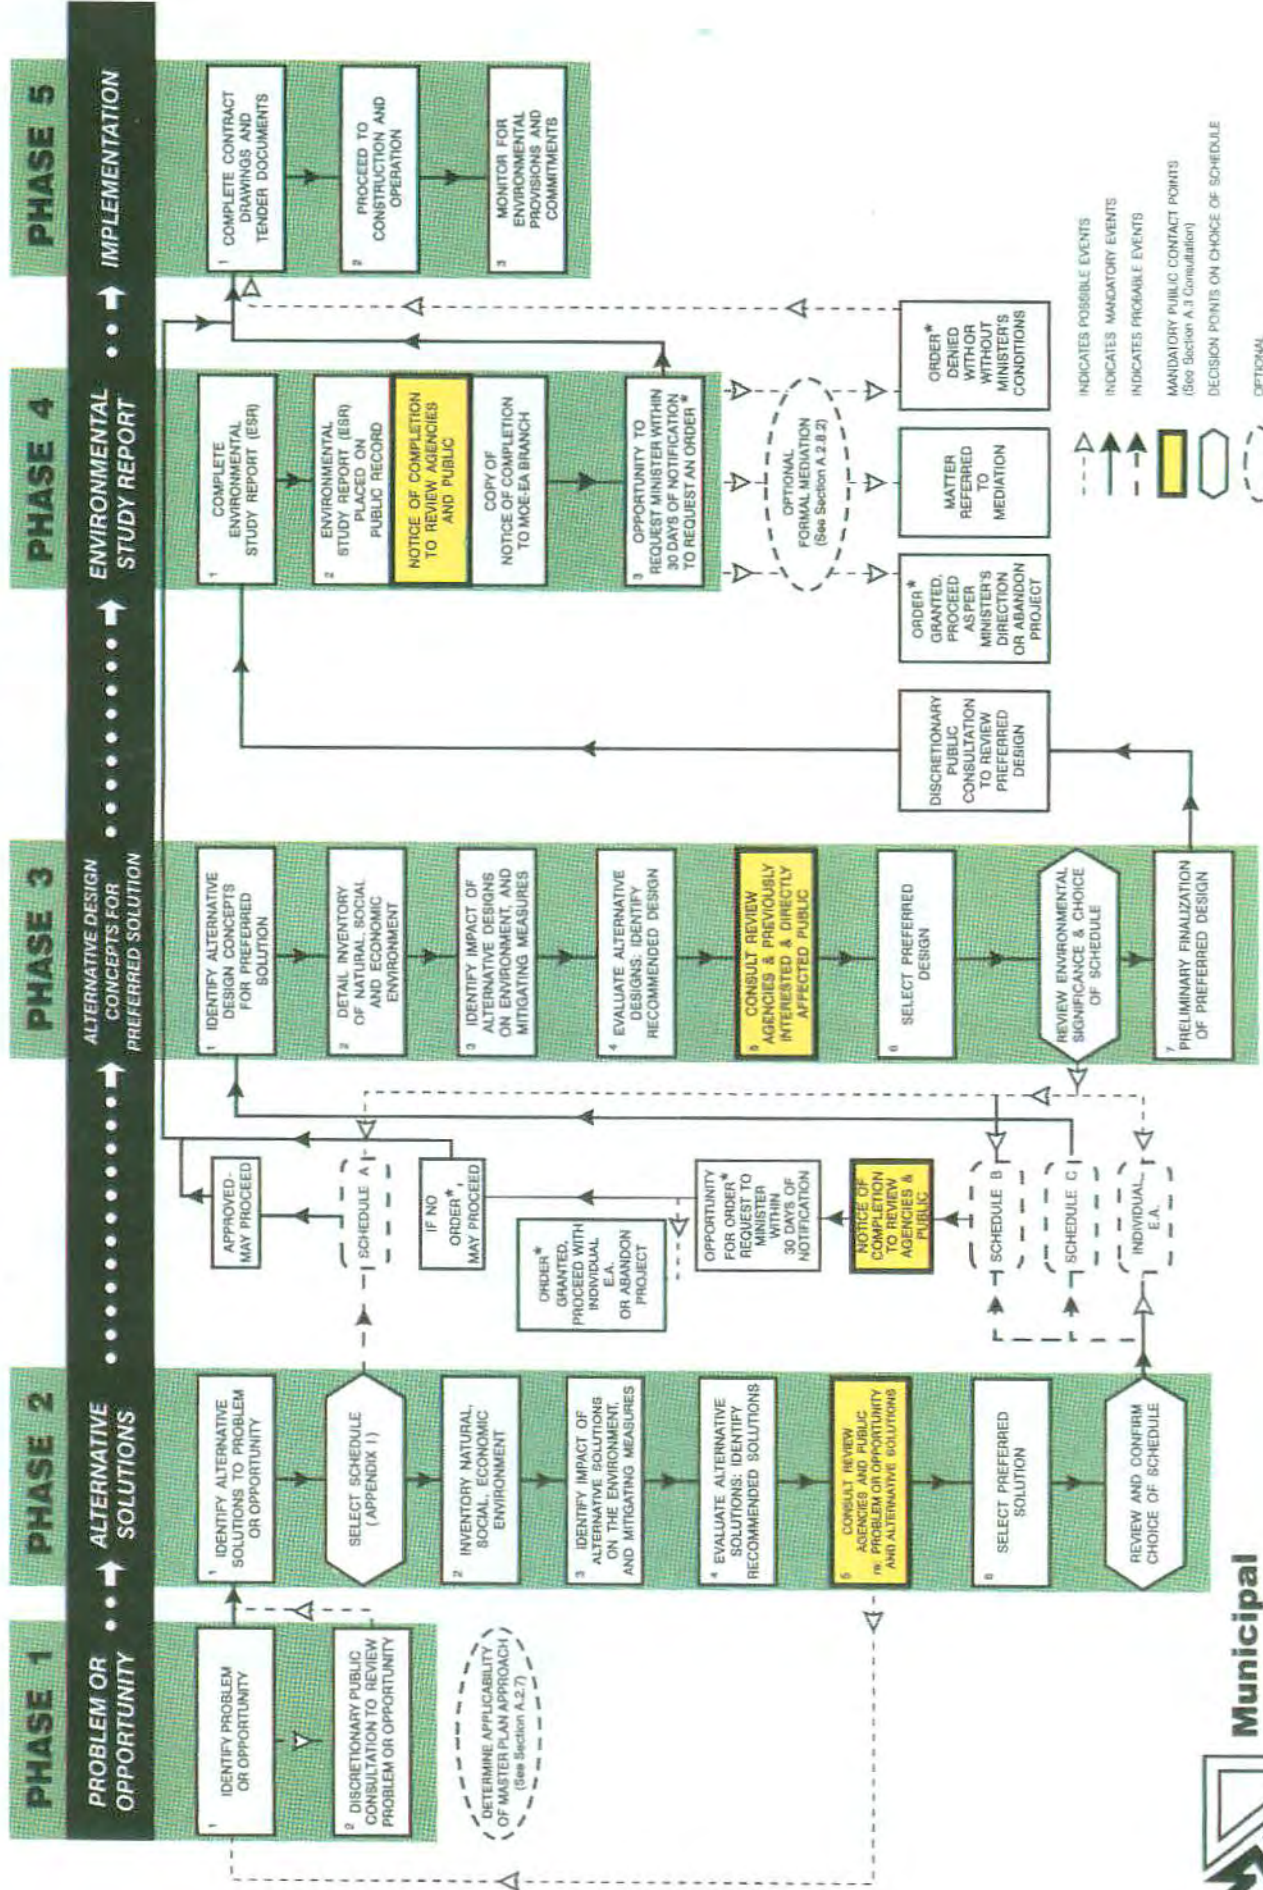 PHASE 1
PROBLEM OR
OPPORTUNITY
1 IDENTIFY PROBLEM
OR OPPORTUNITY
2 DISCRETIONARY PUBLIC
CONSULTATION TO REVIEW
PROBLEM OR OPPORTUNITY
DETERMINE APPLICABILITY
OF MASTER PLAN APPROACH
(See Section A.2.7)
PHASE 2
ALTERNATIVE
SOLUTIONS
1 IDENTIFY ALTERNATIVE
SOLUTIONS TO PROBLEM
OR OPPORTUNITY
SELECT SCHEDULE
(APPENDIX I)
2 INVENTORY NATURAL,
SOCIAL, ECONOMIC
ENVIRONMENT
3 IDENTIFY IMPACT OF
ALTERNATIVE SOLUTIONS
ON THE ENVIRONMENT,
AND MITIGATING MEASURES
4 EVALUATE ALTERNATIVE
SOLUTIONS: IDENTIFY
RECOMMENDED SOLUTIONS
5 CONSULT REVIEW
AGENCIES AND PUBLIC
re: PROBLEM OR OPPORTUNITY
AND ALTERNATIVE SOLUTIONS
6 SELECT PREFERRED
SOLUTION
REVIEW AND CONFIRM
CHOICE OF SCHEDULE
APPROVED-
MAY PROCEED
SCHEDULE A
IF NO
ORDER*,
MAY PROCEED
ORDER*
GRANTED,
PROCEED WITH
INDIVIDUAL
E.A.
OR ABANDON
PROJECT
OPPORTUNITY
FOR ORDER*
REQUEST TO
MINISTER
WITHIN
30 DAYS OF
NOTIFICATION
NOTICE OF
COMPLETION
TO REVIEW
AGENCIES &
PUBLIC
SCHEDULE B
SCHEDULE C
INDIVIDUAL
E.A.
PHASE 3
ALTERNATIVE DESIGN
CONCEPTS FOR
PREFERRED SOLUTION
1 IDENTIFY ALTERNATIVE
DESIGN CONCEPTS
FOR PREFERRED
SOLUTION
2 DETAIL INVENTORY
OF NATURAL SOCIAL
AND ECONOMIC
ENVIRONMENT
3 IDENTIFY IMPACT OF
ALTERNATIVE DESIGNS
ON ENVIRONMENT, AND
MITIGATING MEASURES
4 EVALUATE ALTERNATIVE
DESIGNS: IDENTIFY
RECOMMENDED DESIGN
5 CONSULT REVIEW
AGENCIES & PREVIOUSLY
INTERESTED & DIRECTLY
AFFECTED PUBLIC
6 SELECT PREFERRED
DESIGN
REVIEW ENVIRONMENTAL
SIGNIFICANCE & CHOICE
OF SCHEDULE
7 PRELIMINARY FINALIZATION
OF PREFERRED DESIGN
DISCRETIONARY
PUBLIC
CONSULTATION
TO REVIEW
PREFERRED
DESIGN
PHASE 4
ENVIRONMENTAL
STUDY REPORT
1 COMPLETE
ENVIRONMENTAL
STUDY REPORT (ESR)
2 ENVIRONMENTAL
STUDY REPORT (ESR)
PLACED ON
PUBLIC RECORD
NOTICE OF COMPLETION
TO REVIEW AGENCIES
AND PUBLIC
COPY OF
NOTICE OF COMPLETION
TO MOE-EA BRANCH
3 OPPORTUNITY TO
REQUEST MINISTER WITHIN
30 DAYS OF NOTIFICATION
TO REQUEST AN ORDER*
OPTIONAL
FORMAL MEDIATION
(See Section A.2.8.2)
ORDER*
GRANTED,
PROCEED
AS PER
MINISTER'S
DIRECTION
OR ABANDON
PROJECT
MATTER
REFERRED
TO
MEDIATION
ORDER*
DENIED
WITH OR
WITHOUT
MINISTER'S
CONDITIONS
PHASE 5
IMPLEMENTATION
1 COMPLETE CONTRACT
DRAWINGS AND
TENDER DOCUMENTS
2 PROCEED TO
CONSTRUCTION AND
OPERATION
3 MONITOR FOR
ENVIRONMENTAL
PROVISIONS AND
COMMITMENTS
INDICATES POSSIBLE EVENTS
INDICATES MANDATORY EVENTS
INDICATES PROBABLE EVENTS
MANDATORY PUBLIC CONTACT POINTS
(See Section A.3 Consultation)
DECISION POINTS ON CHOICE OF SCHEDULE
OPTIONAL
Municipal